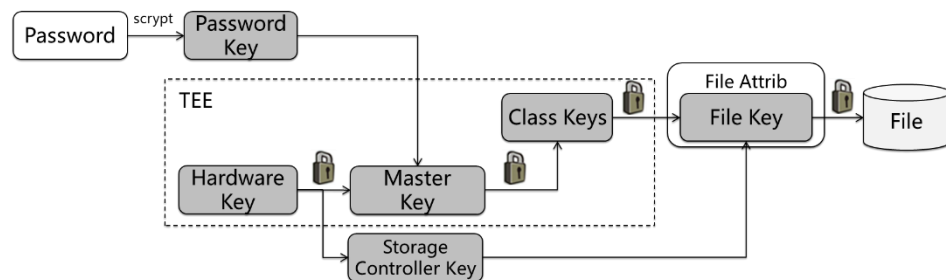 Password
scrypt
Password
Key
TEE
Class Keys
File Attrib
File Key
File
Hardware
Key
Master
Key
Storage
Controller Key